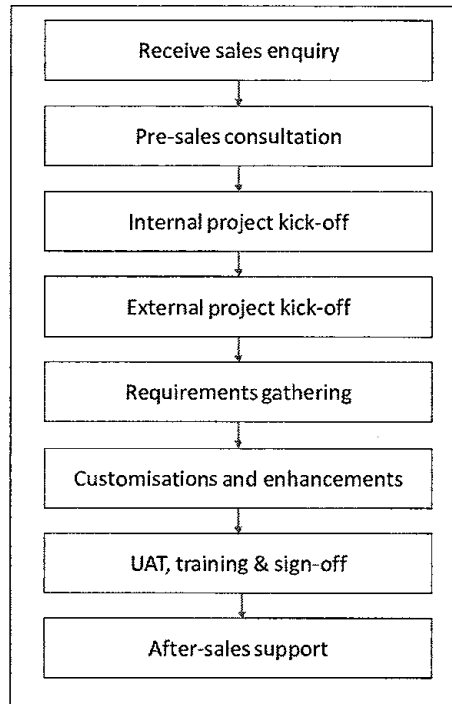 Receive sales enquiry
Pre-sales consultation
Internal project kick-off
External project kick-off
Requirements gathering
Customisations and enhancements
UAT, training & sign-off
After-sales support